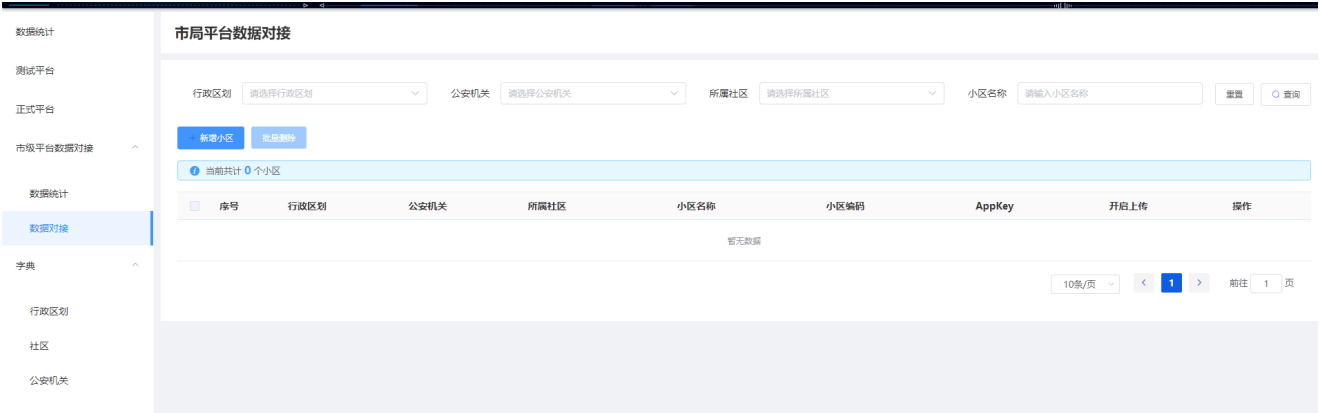 数据统计
测试平台
正式平台
市级平台数据对接
数据统计
数据对接
字典
行政区划
社区
公安机关
市局平台数据对接
行政区划 请选择行政区划 公安机关 请选择公安机关 所属社区 请选择所属社区 小区名称 请输入小区名称 重置 查询
+ 新增小区 批量删除
当前共计 0 个小区
序号 行政区划 公安机关 所属社区 小区名称 小区编码 AppKey 开启上传 操作
暂无数据
10条/页 < 1 > 前往 1 页